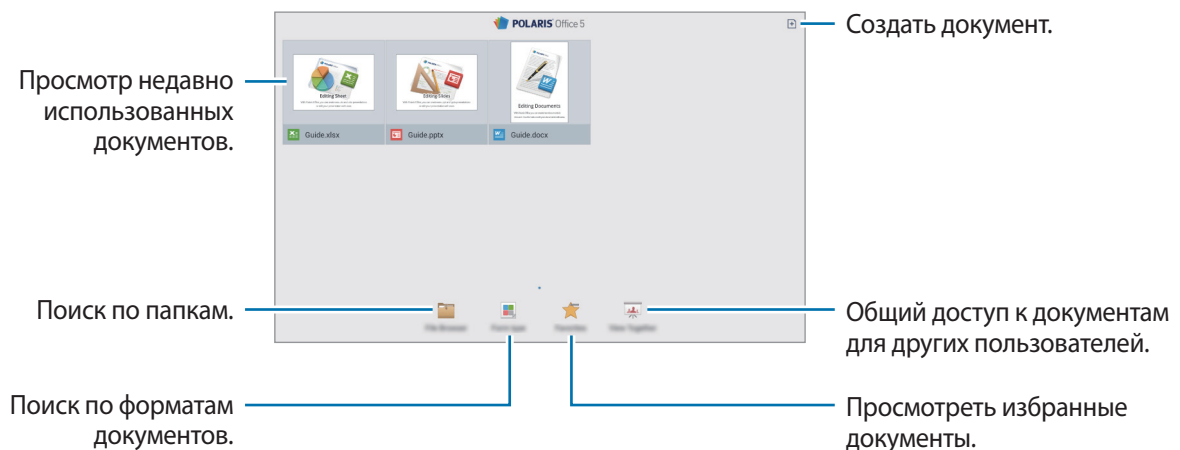 POLARIS Office 5
Создать документ.
Просмотр недавно
использованных
документов.
Editing Sheet
Editing Slides
Editing Documents
Guide.xlsx
Guide.pptx
Guide.docx
Поиск по папкам.
File Browser
Form type
Favorites
View Together
Общий доступ к документам
для других пользователей.
Поиск по форматам
документов.
Просмотреть избранные
документы.